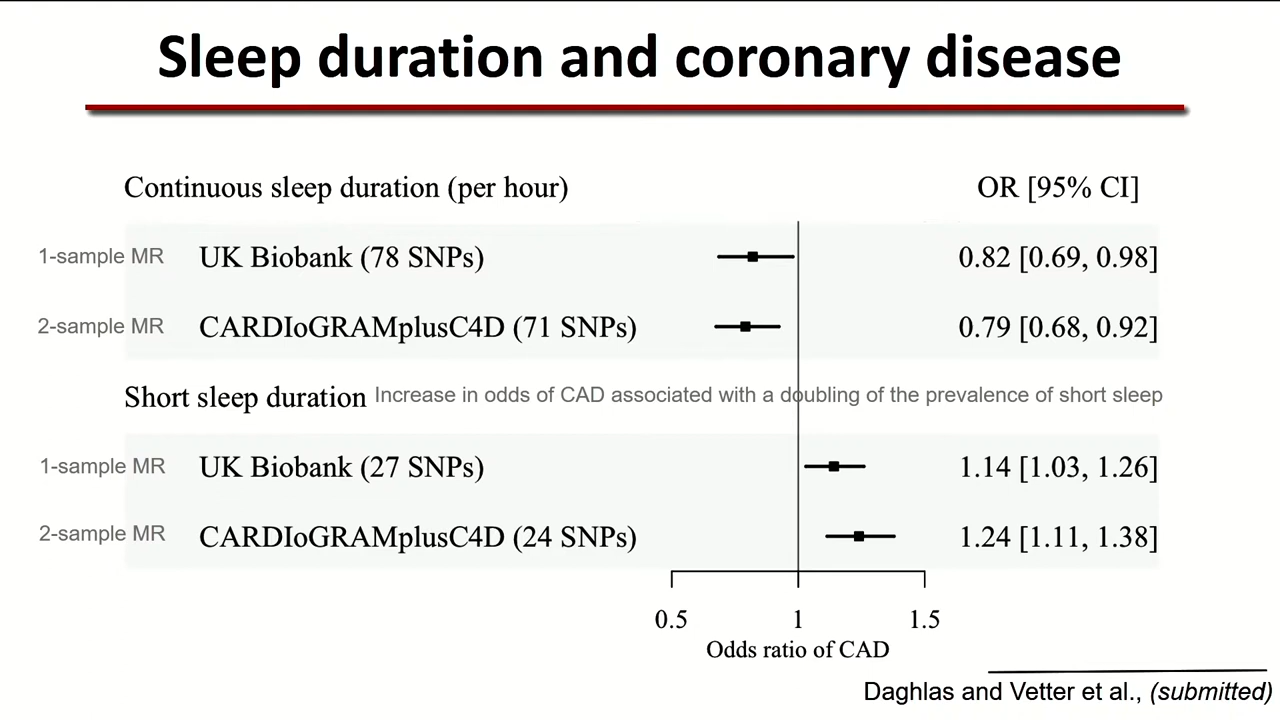 Sleep duration and coronary disease
Continuous sleep duration (per hour) OR [95% CI]
1-sample MR UK Biobank (78 SNPs) 0.82 [0.69, 0.98]
2-sample MR CARDIoGRAMplusC4D (71 SNPs) 0.79 [0.68, 0.92]
Short sleep duration Increase in odds of CAD associated with a doubling of the prevalence of short sleep
1-sample MR UK Biobank (27 SNPs) 1.14 [1.03, 1.26]
2-sample MR CARDIoGRAMplusC4D (24 SNPs) 1.24 [1.11, 1.38]
0.5 1 1.5
Odds ratio of CAD
Daghlas and Vetter et al., (submitted)